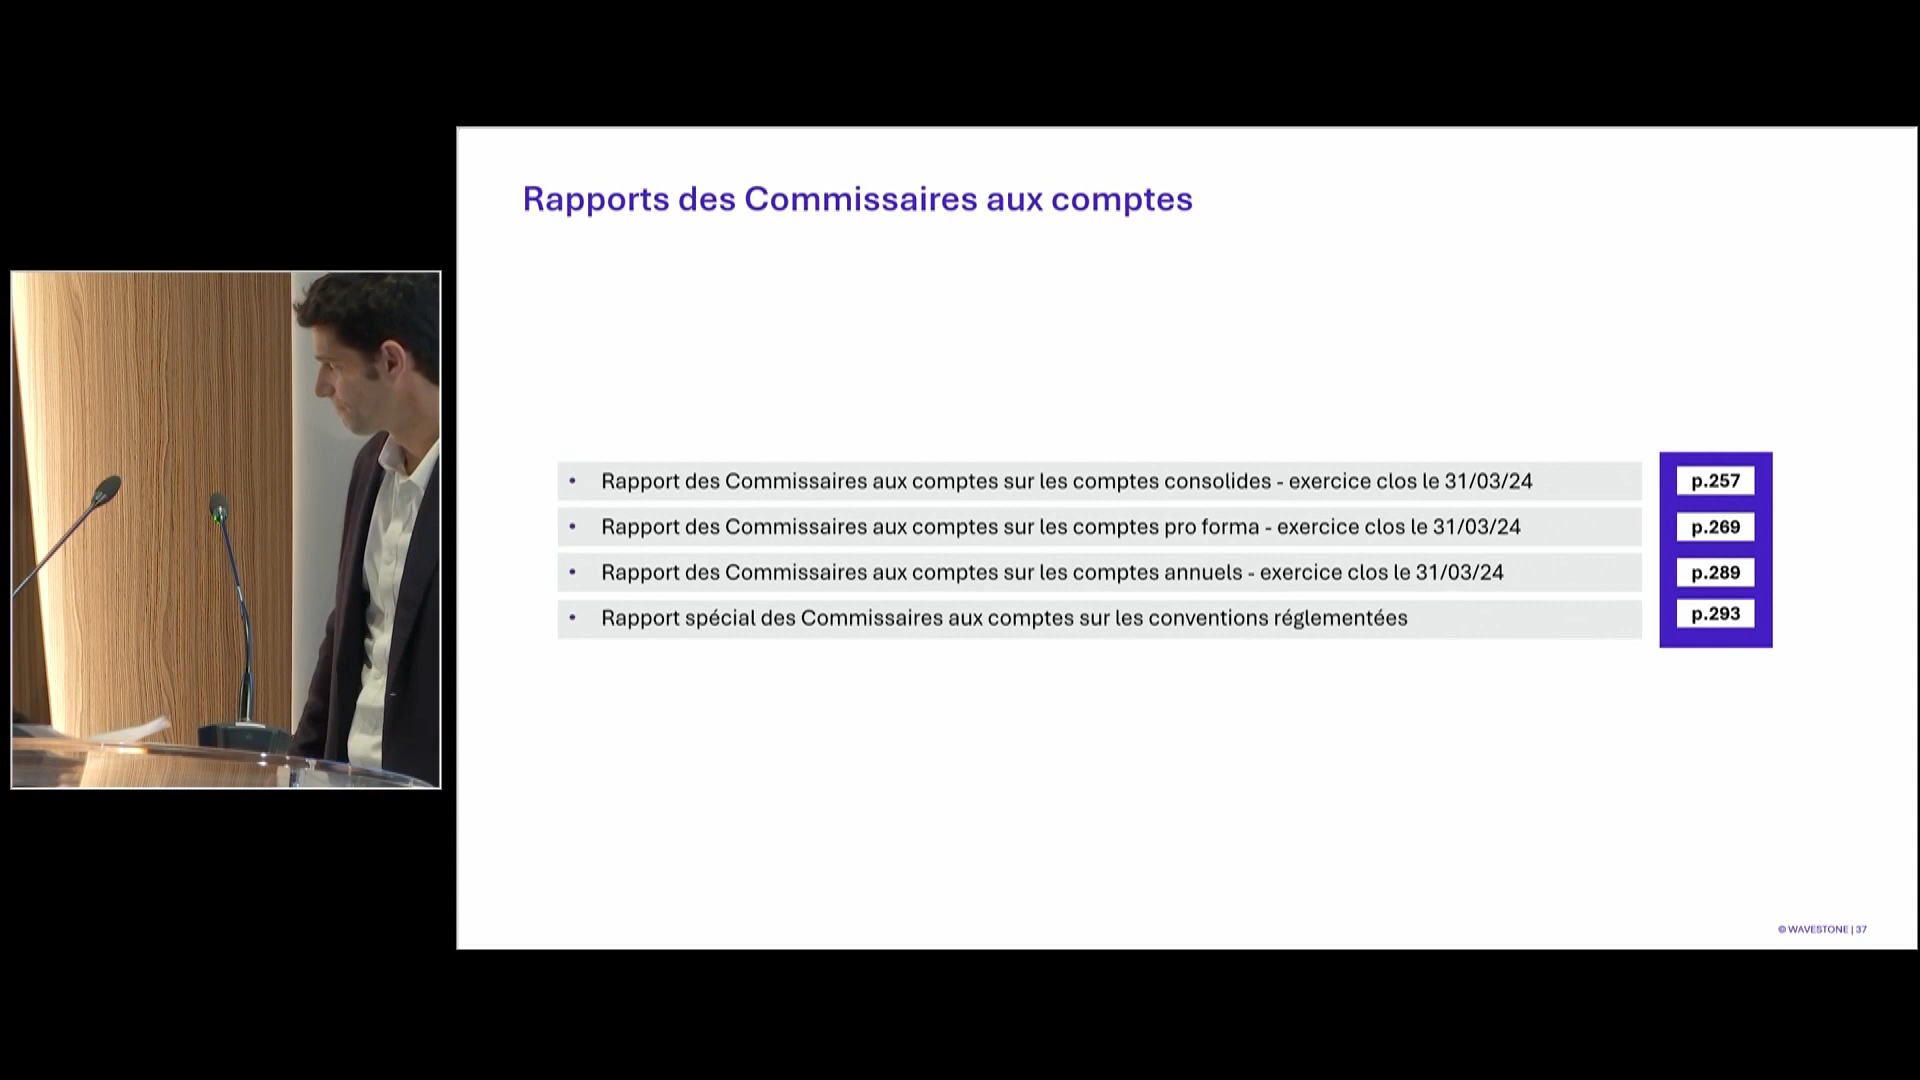 Rapports des Commissaires aux comptes
• Rapport des Commissaires aux comptes sur les comptes consolides - exercice clos le 31/03/24 p.257
• Rapport des Commissaires aux comptes sur les comptes pro forma - exercice clos le 31/03/24 p.269
• Rapport des Commissaires aux comptes sur les comptes annuels - exercice clos le 31/03/24 p.289
• Rapport spécial des Commissaires aux comptes sur les conventions réglementées p.293
© WAVESTONE | 37